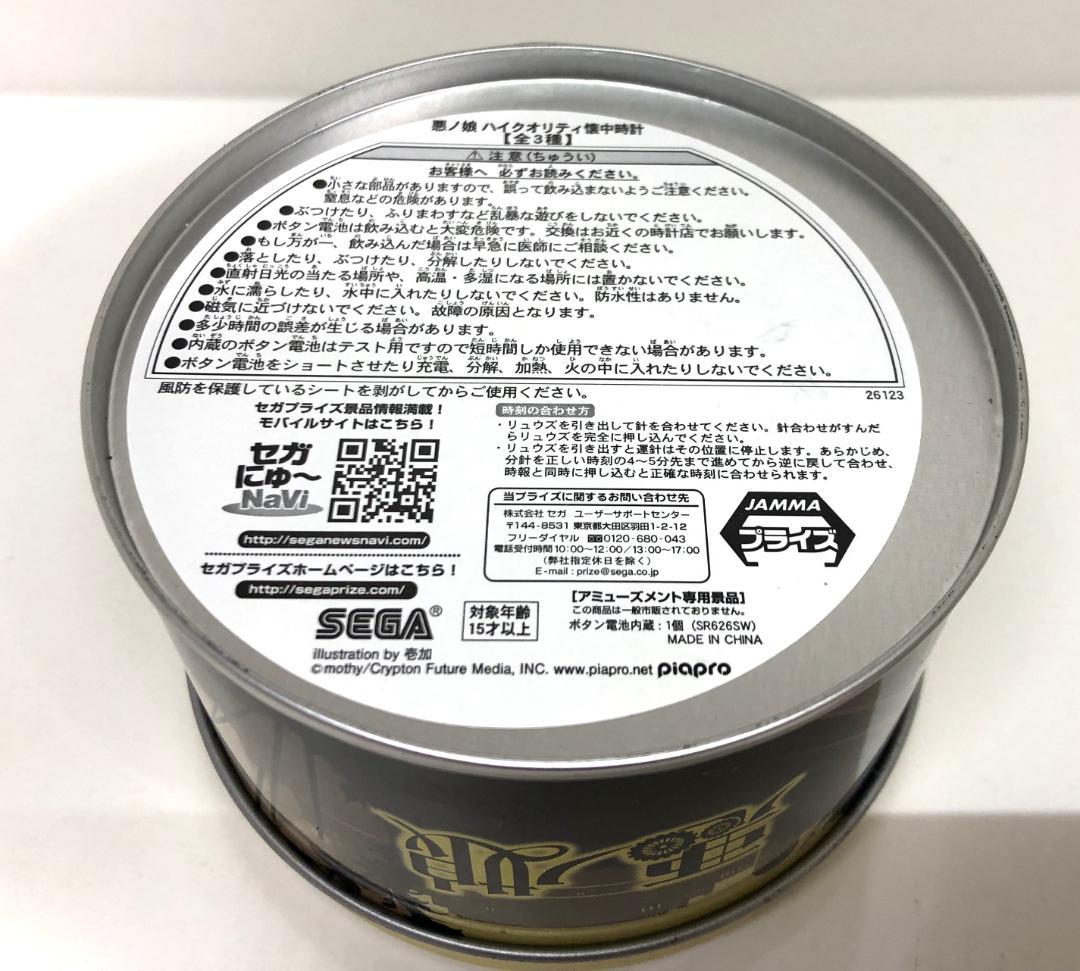 悪ノ娘 ハイクオリティ懐中時計
【全3種】
⚠ 注意(ちゅうい)
お客様へ 必ずお読みください。
●小さな部品がありますので、誤って飲み込まないようご注意ください。
窒息などの危険があります。
●ぶつけたり、ふりまわすなど乱暴な遊びをしないでください。
●ボタン電池は飲み込むと大変危険です。交換はお近くの時計店でお願いします。
●もし万が一、飲み込んだ場合は早急に医師にご相談ください。
●落としたり、ぶつけたり、分解したりしないでください。
●直射日光の当たる場所や、高温・多湿になる場所には置かないでください。
●水に濡らしたり、水中に入れたりしないでください。防水性はありません。
●磁気に近づけないでください。故障の原因となります。
●多少時間の誤差が生じる場合があります。
●内蔵のボタン電池はテスト用ですので短時間しか使用できない場合があります。
●ボタン電池をショートさせたり充電、分解、加熱、火の中に入れたりしないでください。
風防を保護しているシートを剥がしてからご使用ください。
26123
セガプライズ景品情報満載!
モバイルサイトはこちら!
セガ
にゅ〜
NaVi
http://seganewsnavi.com/
セガプライズホームページはこちら!
http://segaprize.com/
時刻の合わせ方
・リュウズを引き出して針を合わせてください。針合わせがすんだ
らリュウズを完全に押し込んでください。
・リュウズを引き出すと運針はその位置に停止します。あらかじめ、
分針を正しい時刻の4〜5分先まで進めてから逆に戻して合わせ、
時報と同時に押し込むと正確な時刻に合わせられます。
当プライズに関するお問い合わせ先
株式会社 セガ ユーザーサポートセンター
〒144-8531 東京都大田区羽田1-2-12
フリーダイヤル 0120-680-043
電話受付時間 10:00〜12:00/13:00〜17:00
(弊社指定休日を除く)
E-mail : prize@sega.co.jp
JAMMA
プライズ
SEGA®
対象年齢
15才以上
【アミューズメント専用景品】
この商品は一般市販されておりません。
ボタン電池内蔵:1個(SR626SW)
MADE IN CHINA
illustration by 壱加
©mothy/Crypton Future Media, INC. www.piapro.net piapro
悪ノ娘